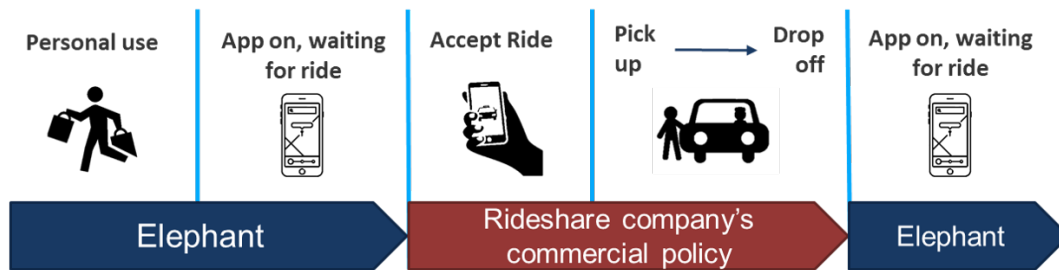 Personal use
App on, waiting
for ride
Accept Ride
Pick
up
Drop
off
App on, waiting
for ride
Elephant
Rideshare company's
commercial policy
Elephant